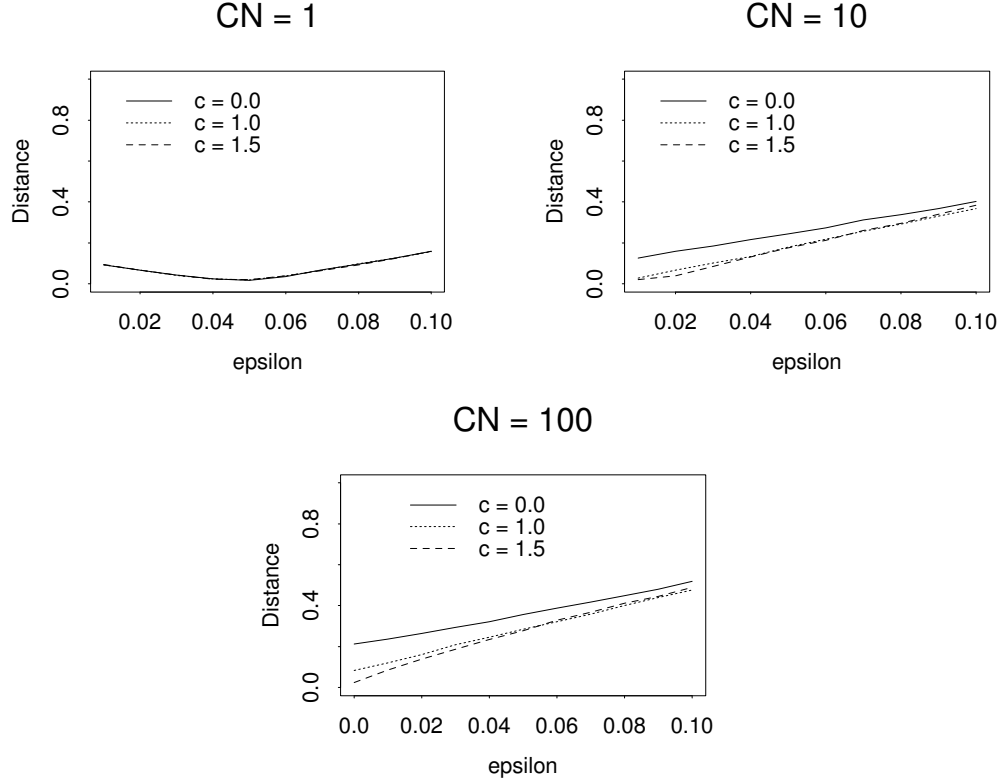 CN = 1
c = 0.0
c = 1.0
c = 1.5
Distance
0.0 0.4 0.8
0.02 0.04 0.06 0.08 0.10
epsilon
CN = 10
c = 0.0
c = 1.0
c = 1.5
Distance
0.0 0.4 0.8
0.02 0.04 0.06 0.08 0.10
epsilon
CN = 100
c = 0.0
c = 1.0
c = 1.5
Distance
0.0 0.4 0.8
0.0 0.02 0.04 0.06 0.08 0.10
epsilon